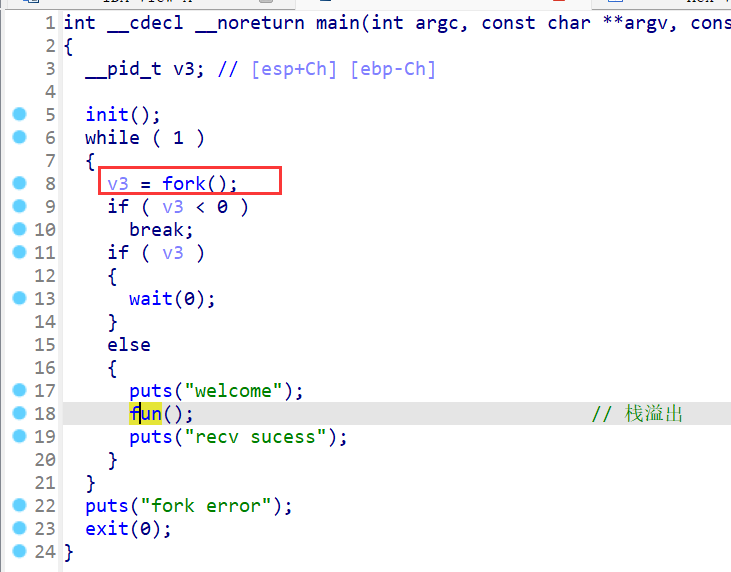 1 int __cdecl __noreturn main(int argc, const char **argv, cons
2 {
3   __pid_t v3; // [esp+Ch] [ebp-Ch]
4
5   init();
6   while ( 1 )
7   {
8     v3 = fork();
9     if ( v3 < 0 )
10       break;
11     if ( v3 )
12     {
13       wait(0);
14     }
15     else
16     {
17       puts("welcome");
18       fun();                                    // 栈溢出
19       puts("recv sucess");
20     }
21   }
22   puts("fork error");
23   exit(0);
24 }